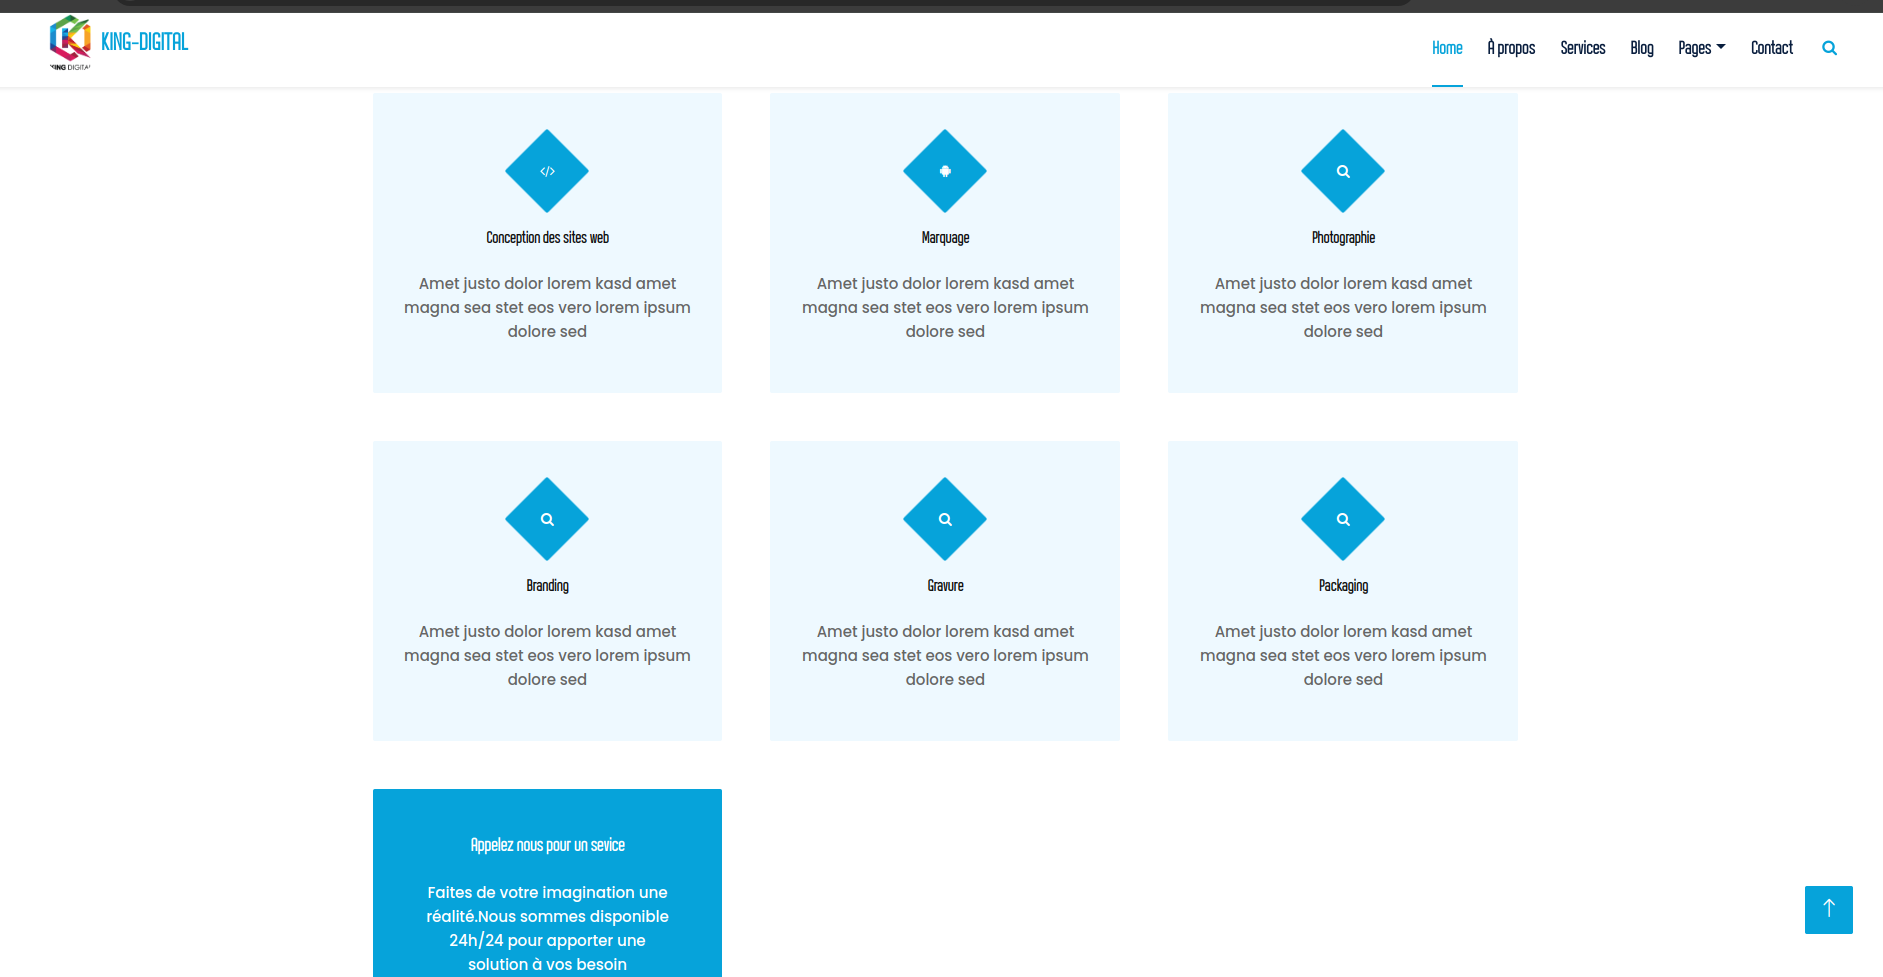 KING DIGITAL
KING-DIGITAL
Home À propos Services Blog Pages Contact
Conception des sites web
Amet justo dolor lorem kasd amet
magna sea stet eos vero lorem ipsum
dolore sed
Marquage
Amet justo dolor lorem kasd amet
magna sea stet eos vero lorem ipsum
dolore sed
Photographie
Amet justo dolor lorem kasd amet
magna sea stet eos vero lorem ipsum
dolore sed
Branding
Amet justo dolor lorem kasd amet
magna sea stet eos vero lorem ipsum
dolore sed
Gravure
Amet justo dolor lorem kasd amet
magna sea stet eos vero lorem ipsum
dolore sed
Packaging
Amet justo dolor lorem kasd amet
magna sea stet eos vero lorem ipsum
dolore sed
Appelez nous pour un sevice
Faites de votre imagination une
réalité.Nous sommes disponible
24h/24 pour apporter une
solution à vos besoin